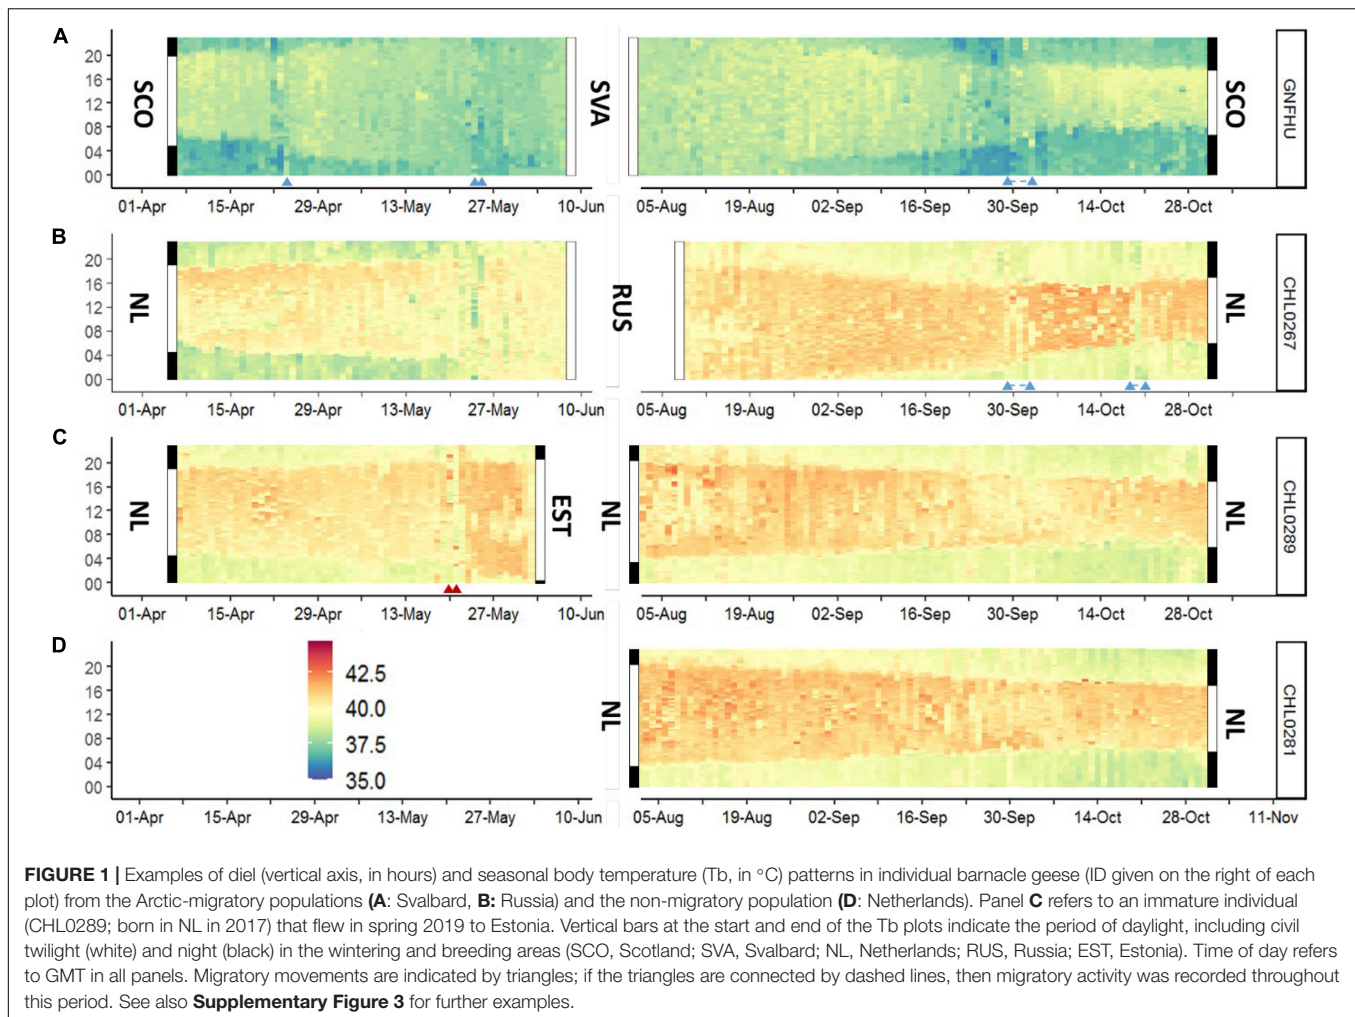 A
20
16
12
08
04
00
SCO
SVA
SCO
GNFHU
01-Apr 15-Apr 29-Apr 13-May 27-May 10-Jun 05-Aug 19-Aug 02-Sep 16-Sep 30-Sep 14-Oct 28-Oct
B
20
16
12
08
04
00
NL
RUS
NL
CHL0267
01-Apr 15-Apr 29-Apr 13-May 27-May 10-Jun 05-Aug 19-Aug 02-Sep 16-Sep 30-Sep 14-Oct 28-Oct
C
20
16
12
08
04
00
NL
EST
NL
NL
CHL0289
01-Apr 15-Apr 29-Apr 13-May 27-May 10-Jun 05-Aug 19-Aug 02-Sep 16-Sep 30-Sep 14-Oct 28-Oct
D
20
16
12
08
04
00
42.5
40.0
37.5
35.0
NL
NL
CHL0281
01-Apr 15-Apr 29-Apr 13-May 27-May 10-Jun 05-Aug 19-Aug 02-Sep 16-Sep 30-Sep 14-Oct 28-Oct 11-Nov
FIGURE 1 | Examples of diel (vertical axis, in hours) and seasonal body temperature (Tb, in °C) patterns in individual barnacle geese (ID given on the right of each
plot) from the Arctic-migratory populations (A: Svalbard, B: Russia) and the non-migratory population (D: Netherlands). Panel C refers to an immature individual
(CHL0289; born in NL in 2017) that flew in spring 2019 to Estonia. Vertical bars at the start and end of the Tb plots indicate the period of daylight, including civil
twilight (white) and night (black) in the wintering and breeding areas (SCO, Scotland; SVA, Svalbard; NL, Netherlands; RUS, Russia; EST, Estonia). Time of day refers
to GMT in all panels. Migratory movements are indicated by triangles; if the triangles are connected by dashed lines, then migratory activity was recorded throughout
this period. See also Supplementary Figure 3 for further examples.